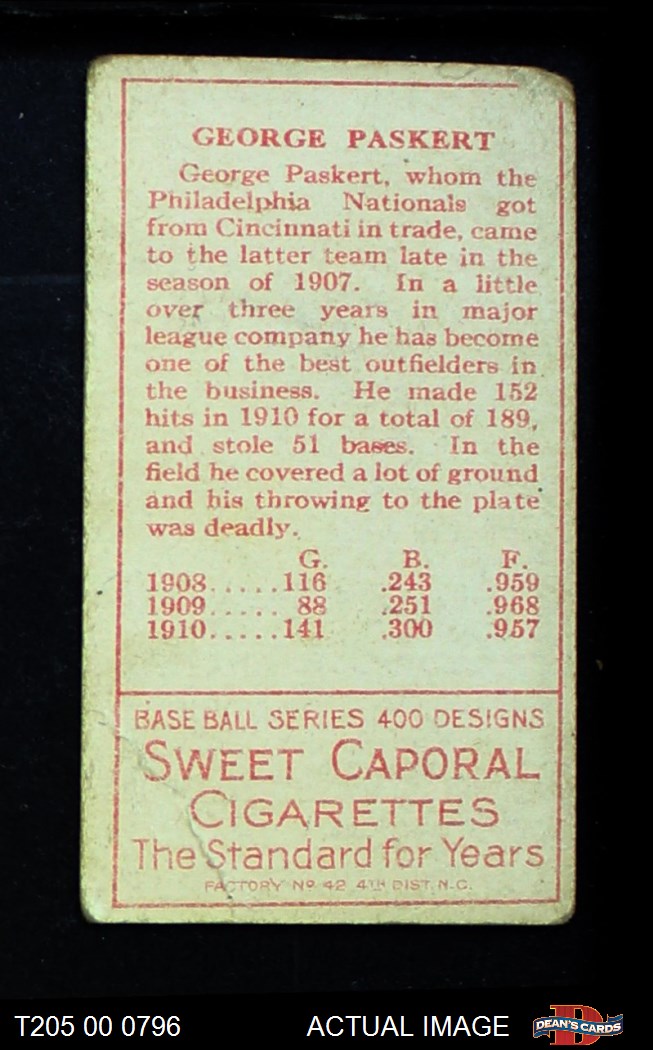 GEORGE PASKERT
George Paskert, whom the
Philadelphia Nationals got
from Cincinnati in trade, came
to the latter team late in the
season of 1907. In a little
over three years in major
league company he has become
one of the best outfielders in
the business. He made 152
hits in 1910 for a total of 189,
and stole 51 bases. In the
field he covered a lot of ground
and his throwing to the plate
was deadly.
G. B. F.
1908.....116 .243 .959
1909...... 88 .251 .968
1910.....141 .300 .957
BASE BALL SERIES 400 DESIGNS
SWEET CAPORAL
CIGARETTES
The Standard for Years
FACTORY No 42 4TH DIST. N.C.
T205 00 0796 ACTUAL IMAGE D DEAN'S CARDS